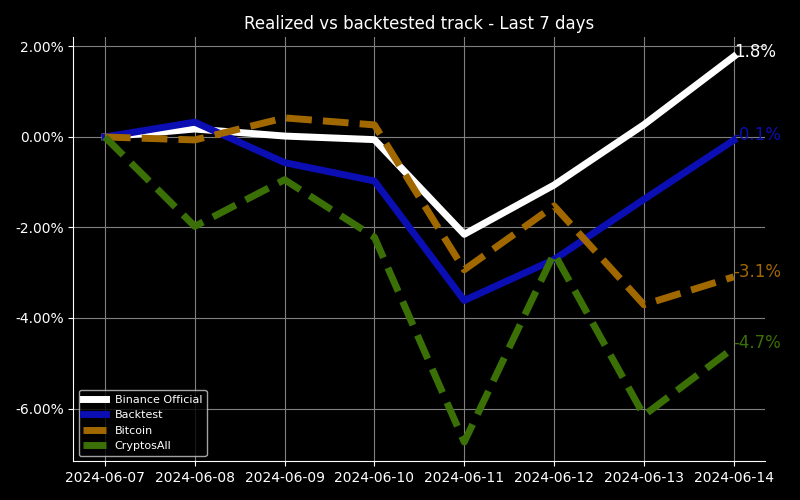 Realized vs backtested track - Last 7 days
2.00%
0.00%
-2.00%
-4.00%
-6.00%
1.8%
-0.1%
-3.1%
-4.7%
Binance Official
Backtest
Bitcoin
CryptosAll
2024-06-07 2024-06-08 2024-06-09 2024-06-10 2024-06-11 2024-06-12 2024-06-13 2024-06-14